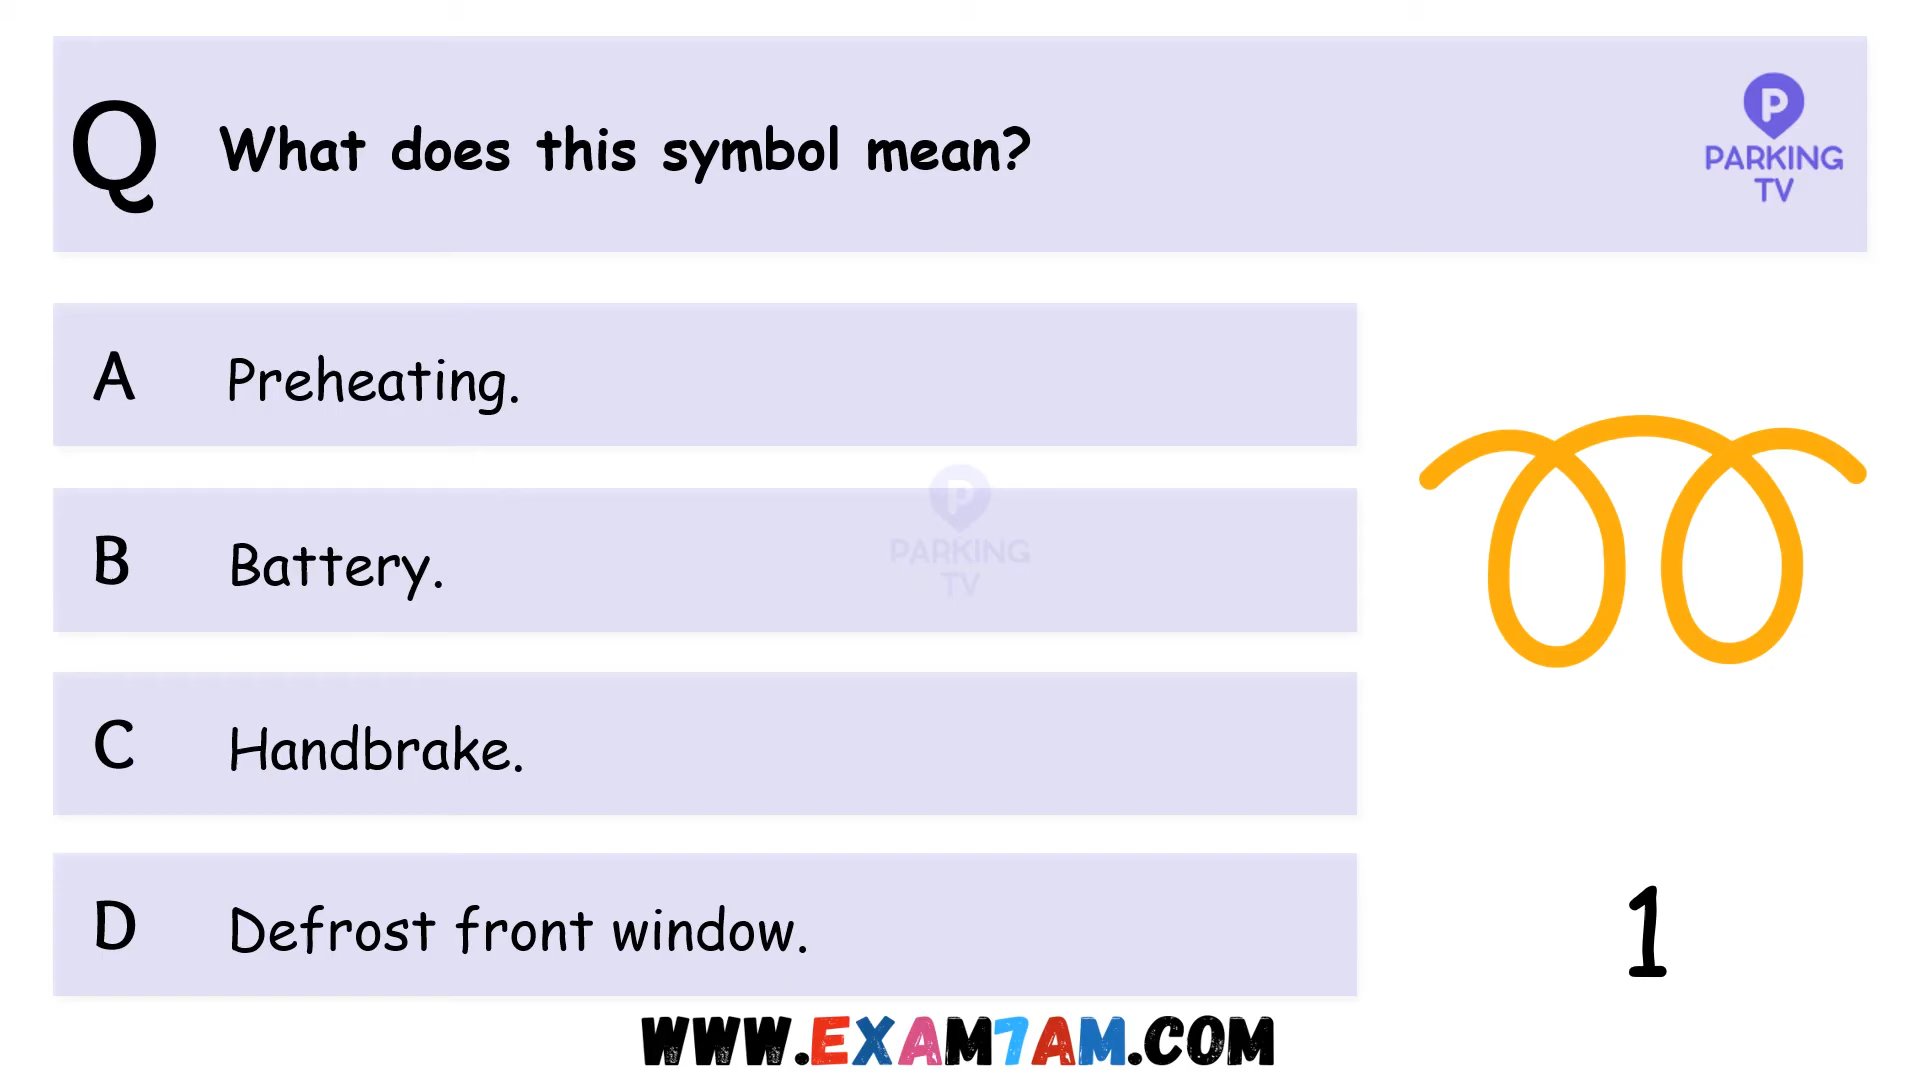 Q What does this symbol mean?
P
PARKING
TV
A Preheating.
B Battery.
P
PARKING
TV
C Handbrake.
D Defrost front window.
1
WWW.EXAM7AM.COM